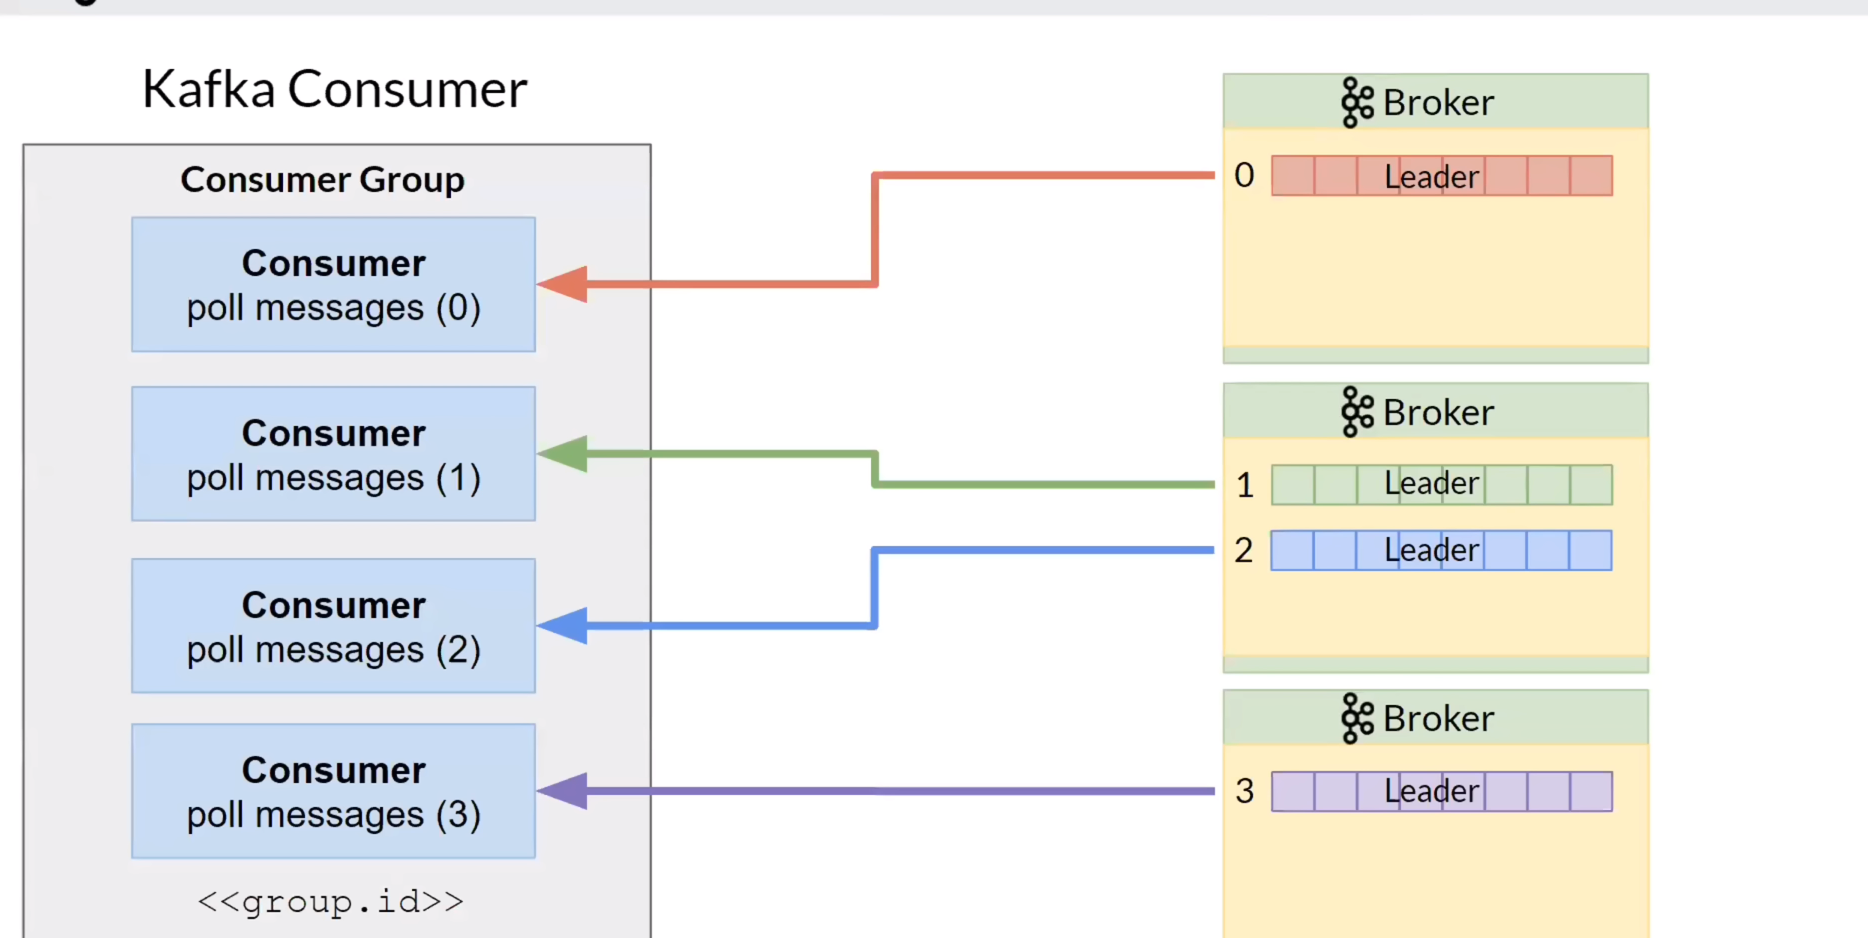 Kafka Consumer
Consumer Group
Consumer
poll messages (0)
Consumer
poll messages (1)
Consumer
poll messages (2)
Consumer
poll messages (3)
<<group.id>>
Broker
0 Leader
Broker
1 Leader
2 Leader
Broker
3 Leader